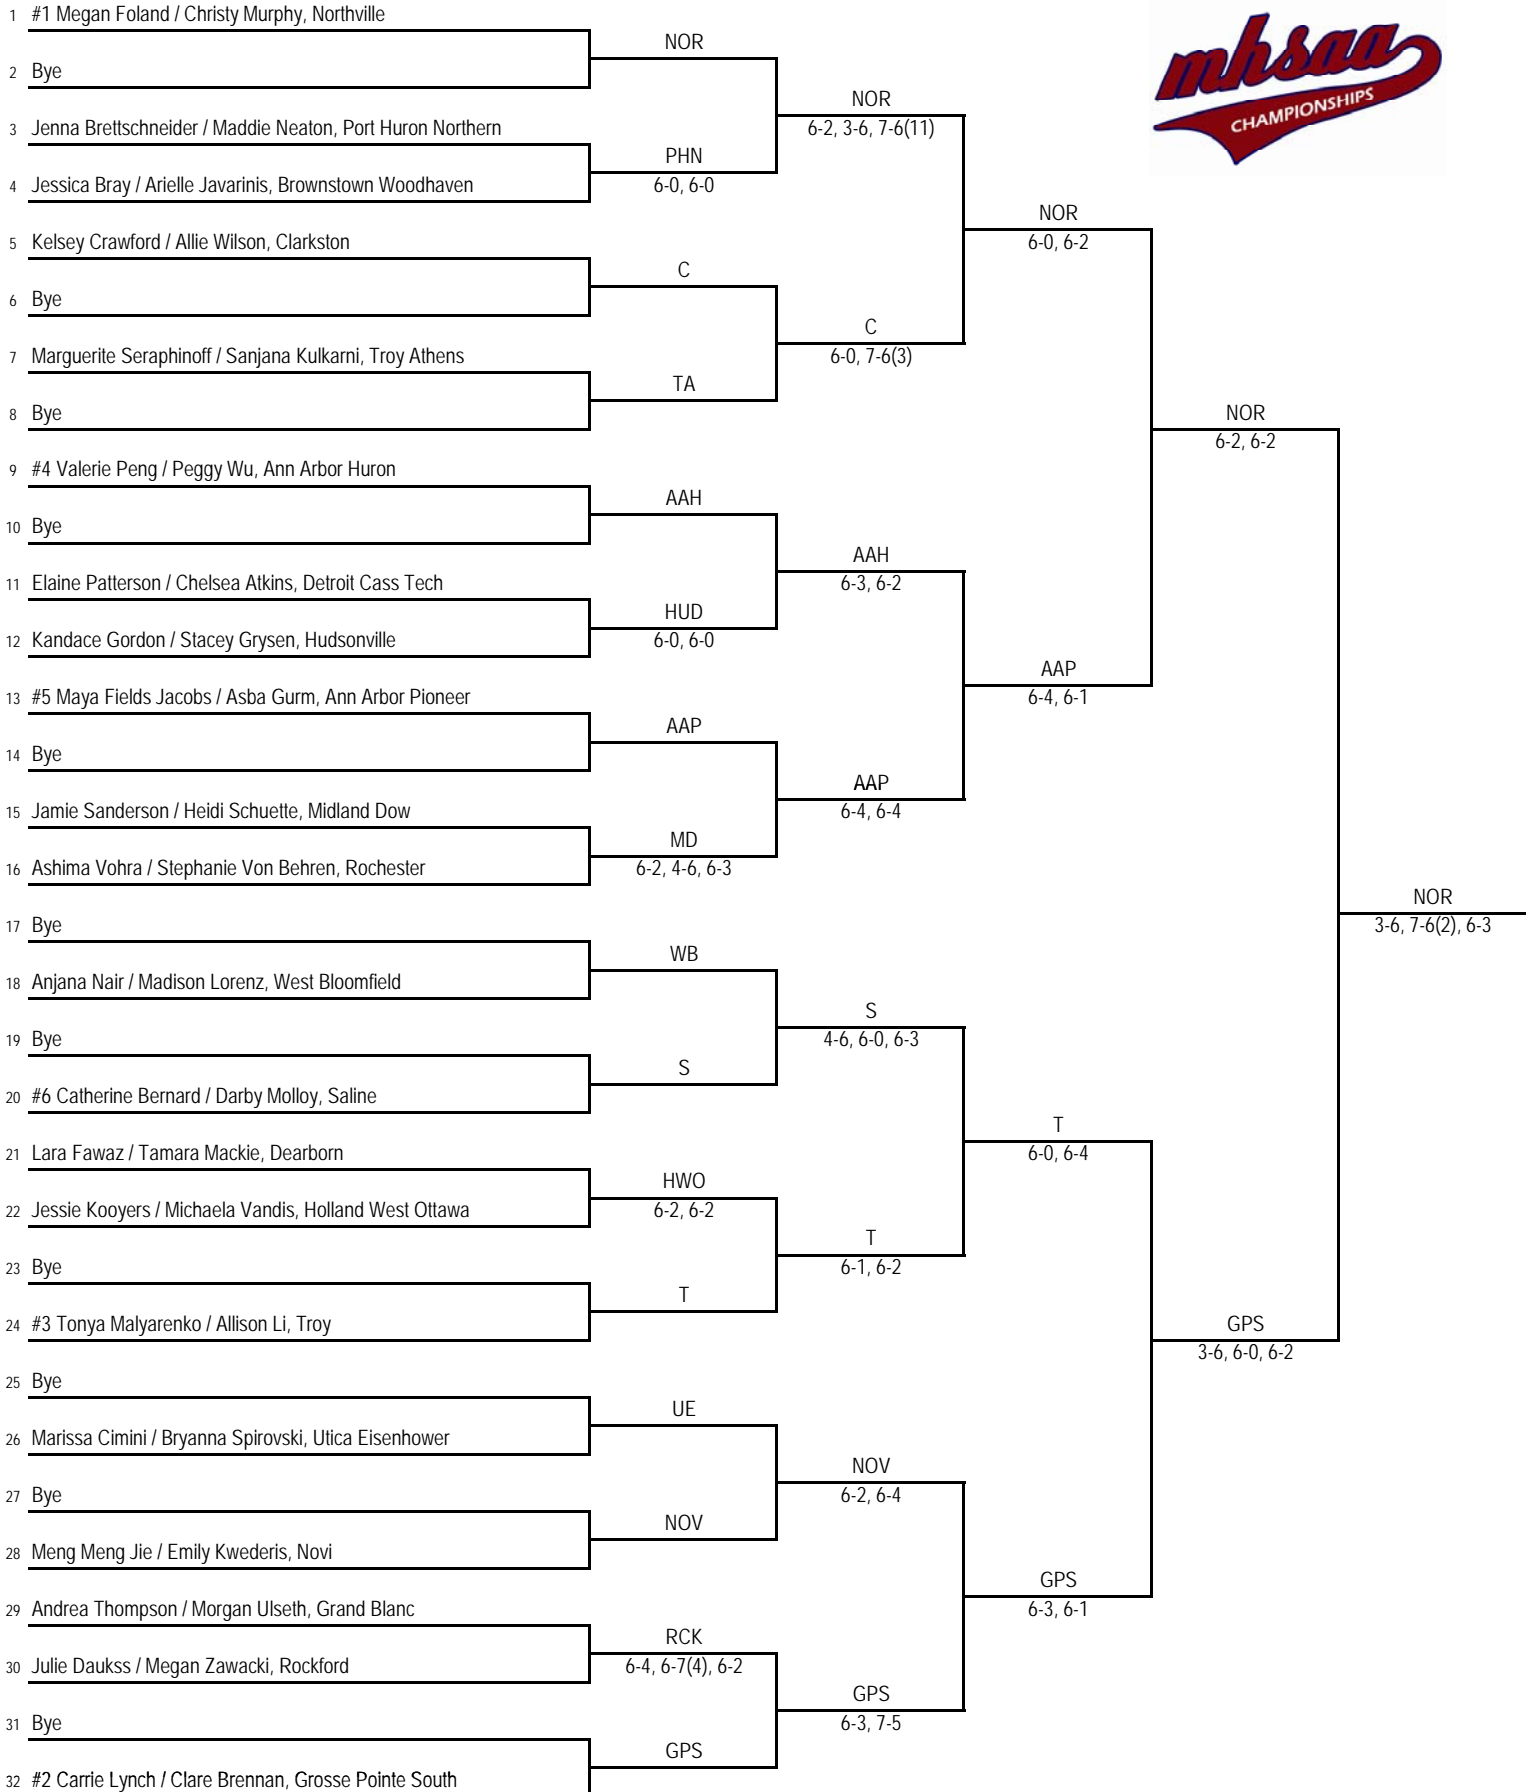 1 #1 Megan Foland / Christy Murphy, Northville
NOR
2 Bye
NOR
6-2, 3-6, 7-6(11)
3 Jenna Brettschneider / Maddie Neaton, Port Huron Northern
PHN
6-0, 6-0
4 Jessica Bray / Arielle Javarinis, Brownstown Woodhaven
NOR
6-0, 6-2
5 Kelsey Crawford / Allie Wilson, Clarkston
C
6 Bye
C
6-0, 7-6(3)
7 Marguerite Seraphinoff / Sanjana Kulkarni, Troy Athens
TA
8 Bye
NOR
6-2, 6-2
9 #4 Valerie Peng / Peggy Wu, Ann Arbor Huron
AAH
10 Bye
AAH
6-3, 6-2
11 Elaine Patterson / Chelsea Atkins, Detroit Cass Tech
HUD
6-0, 6-0
12 Kandace Gordon / Stacey Grysen, Hudsonville
AAP
6-4, 6-1
13 #5 Maya Fields Jacobs / Asba Gurm, Ann Arbor Pioneer
AAP
14 Bye
AAP
6-4, 6-4
15 Jamie Sanderson / Heidi Schuette, Midland Dow
MD
6-2, 4-6, 6-3
16 Ashima Vohra / Stephanie Von Behren, Rochester
NOR
3-6, 7-6(2), 6-3
17 Bye
WB
18 Anjana Nair / Madison Lorenz, West Bloomfield
S
4-6, 6-0, 6-3
19 Bye
S
20 #6 Catherine Bernard / Darby Molloy, Saline
T
6-0, 6-4
21 Lara Fawaz / Tamara Mackie, Dearborn
HWO
6-2, 6-2
22 Jessie Kooyers / Michaela Vandis, Holland West Ottawa
T
6-1, 6-2
23 Bye
T
24 #3 Tonya Malyarenko / Allison Li, Troy
GPS
3-6, 6-0, 6-2
25 Bye
UE
26 Marissa Cimini / Bryanna Spirovski, Utica Eisenhower
NOV
6-2, 6-4
27 Bye
NOV
28 Meng Meng Jie / Emily Kwederis, Novi
GPS
6-3, 6-1
29 Andrea Thompson / Morgan Ulseth, Grand Blanc
RCK
6-4, 6-7(4), 6-2
30 Julie Daukss / Megan Zawacki, Rockford
GPS
6-3, 7-5
31 Bye
GPS
32 #2 Carrie Lynch / Clare Brennan, Grosse Pointe South
mhsaa
CHAMPIONSHIPS